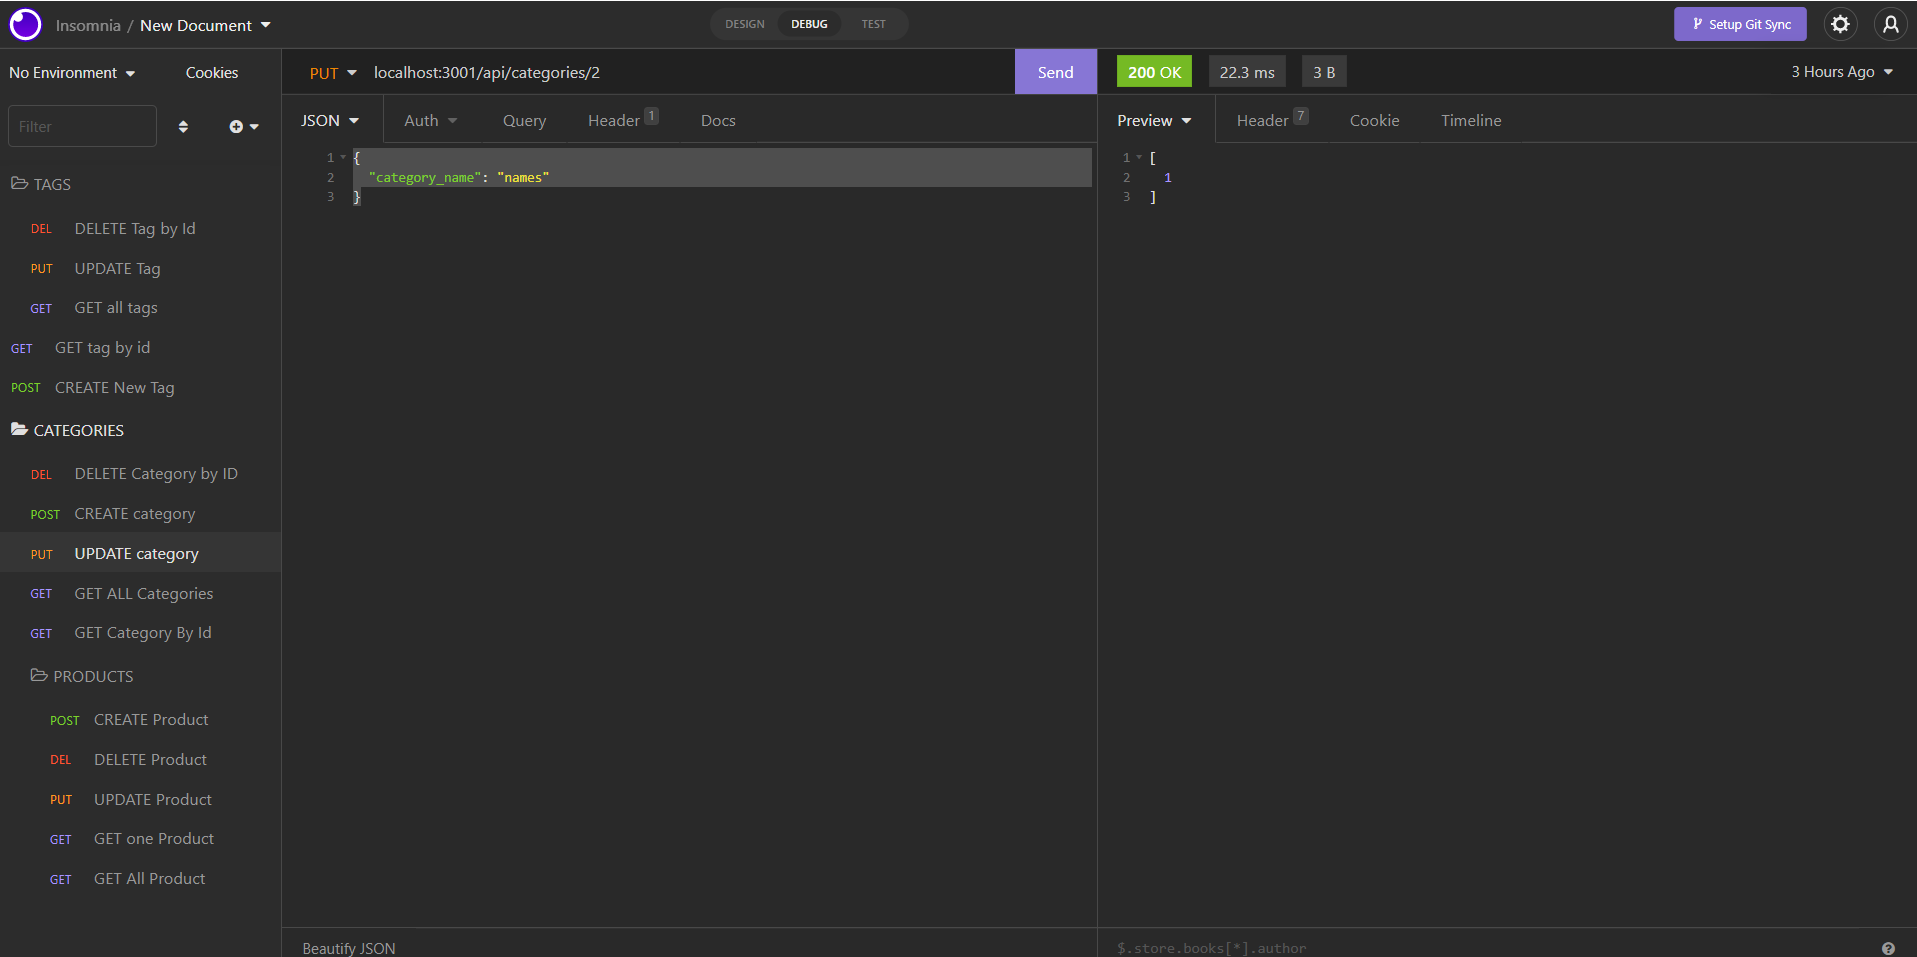 Insomnia / New Document
DESIGN DEBUG TEST
Setup Git Sync
No Environment Cookies
Filter
TAGS
DEL DELETE Tag by Id
PUT UPDATE Tag
GET GET all tags
GET GET tag by id
POST CREATE New Tag
CATEGORIES
DEL DELETE Category by ID
POST CREATE category
PUT UPDATE category
GET GET ALL Categories
GET GET Category By Id
PRODUCTS
POST CREATE Product
DEL DELETE Product
PUT UPDATE Product
GET GET one Product
GET GET All Product
PUT localhost:3001/api/categories/2 Send
JSON Auth Query Header 1 Docs
1 {
2 "category_name": "names"
3 }
Beautify JSON
200 OK 22.3 ms 3 B 3 Hours Ago
Preview Header 7 Cookie Timeline
1 [
2 1
3 ]
$.store.books[*].author
?